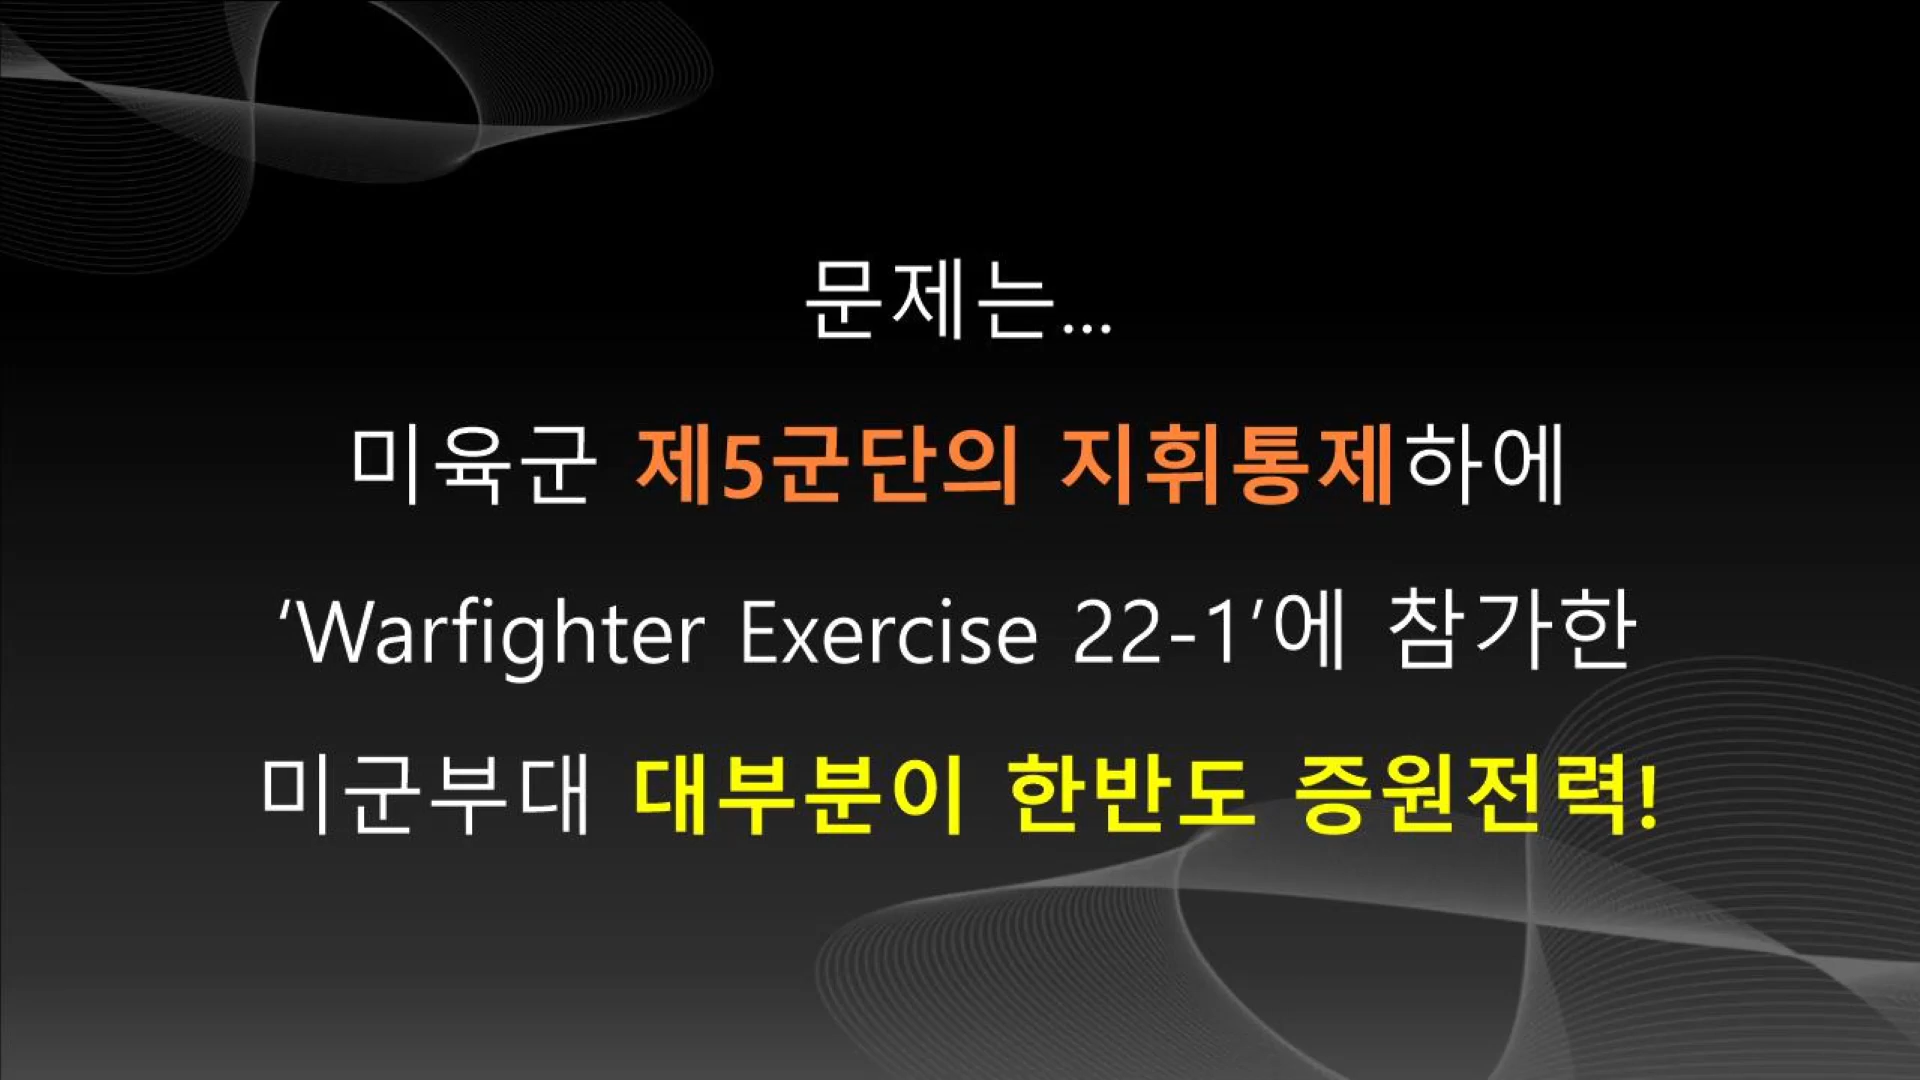 문제는...
미육군 제5군단의 지휘통제하에
‘Warfighter Exercise 22-1’에 참가한
미군부대 대부분이 한반도 증원전력!